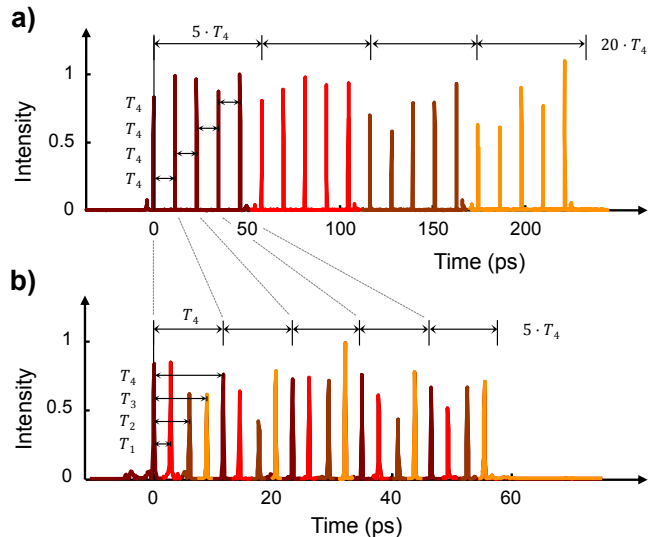 a)
5 · T₄
20 · T₄
1
T₄
T₄
0.5
T₄
T₄
0
Intensity
0
50
100
150
200
Time (ps)
b)
T₄
5 · T₄
1
T₄
T₃
0.5
T₂
T₁
0
Intensity
0
20
40
60
Time (ps)